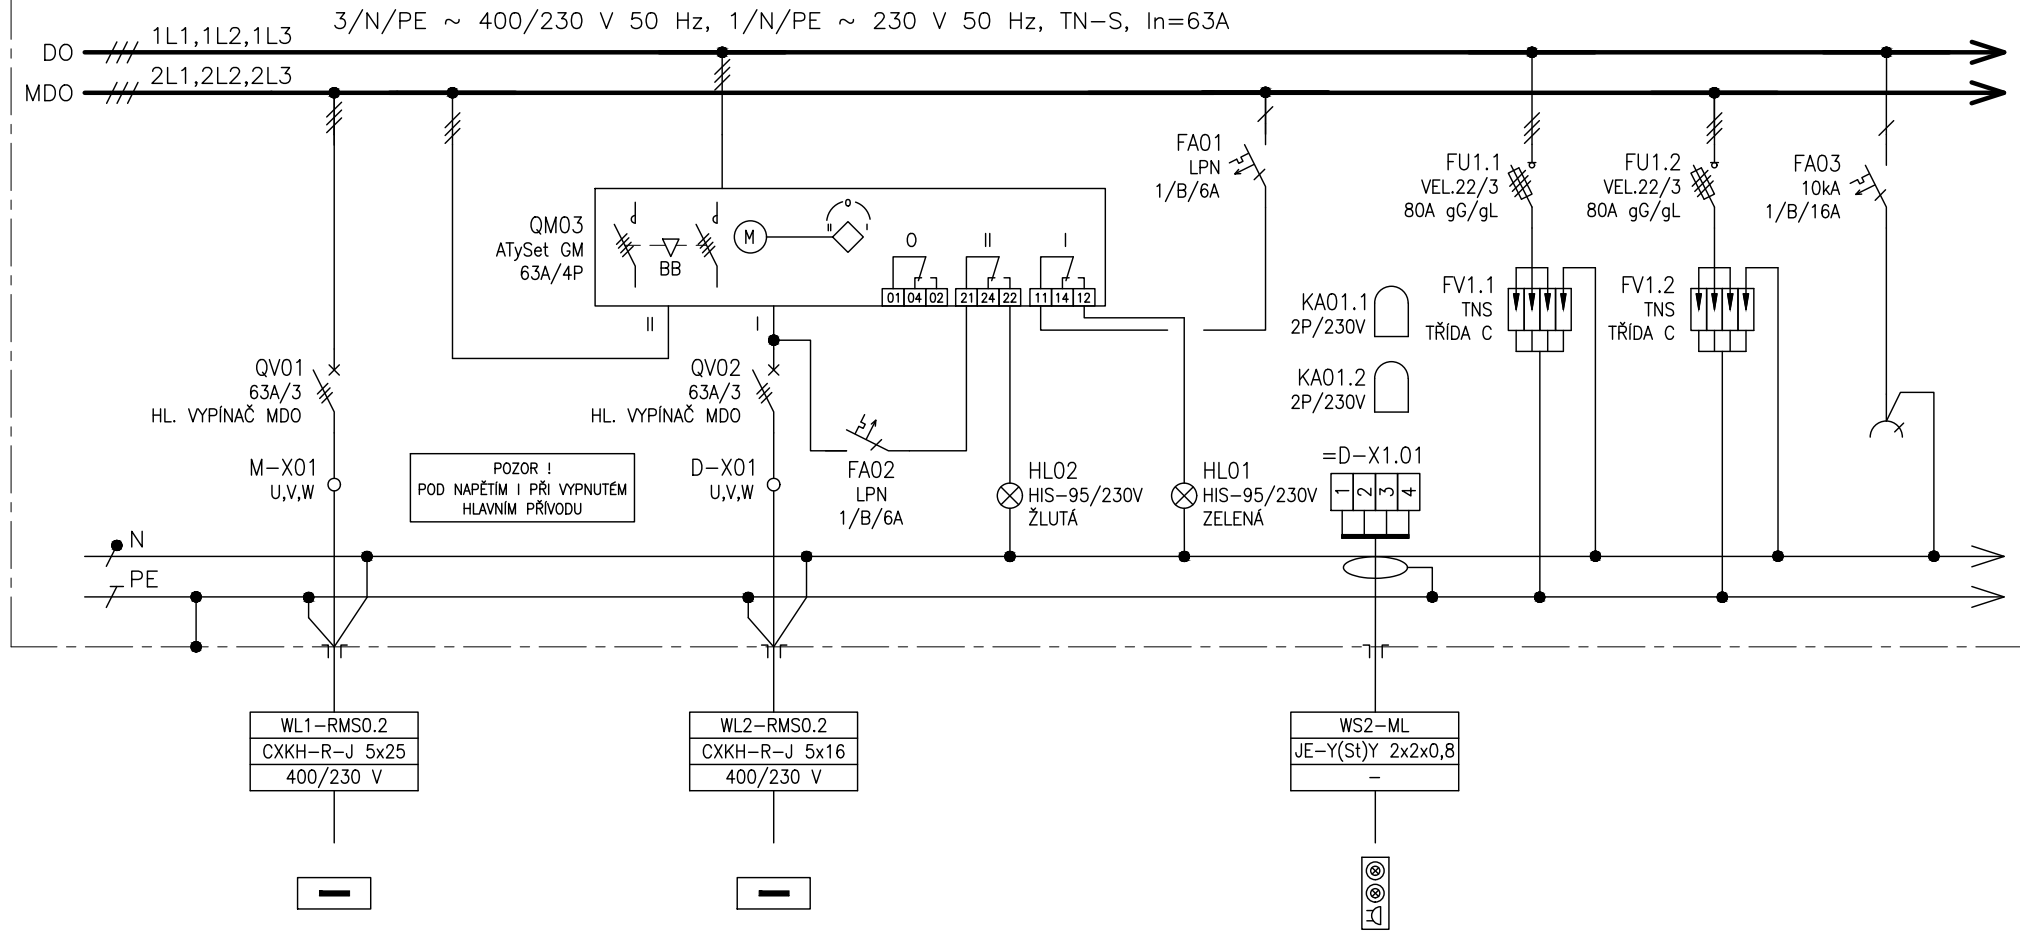 3/N/PE ~ 400/230 V 50 Hz, 1/N/PE ~ 230 V 50 Hz, TN-S, In=63A
DO
1L1,1L2,1L3
MDO
2L1,2L2,2L3
QM03
ATySet GM
63A/4P
BB
M
0
II
I
0
II
I
01 04 02
21 24 22
11 14 12
II
I
FA01
LPN
1/B/6A
FU1.1
VEL.22/3
80A gG/gL
FU1.2
VEL.22/3
80A gG/gL
FA03
10kA
1/B/16A
KA01.1
2P/230V
KA01.2
2P/230V
FV1.1
TNS
TŘÍDA C
FV1.2
TNS
TŘÍDA C
QV01
63A/3
HL. VYPÍNAČ MDO
QV02
63A/3
HL. VYPÍNAČ MDO
M-X01
U,V,W
POZOR !
POD NAPĚTÍM I PŘI VYPNUTÉM
HLAVNÍM PŘÍVODU
D-X01
U,V,W
FA02
LPN
1/B/6A
HL02
HIS-95/230V
ŽLUTÁ
HL01
HIS-95/230V
ZELENÁ
=D-X1.01
1 2 3 4
N
PE
WL1-RMS0.2
CXKH-R-J 5x25
400/230 V
WL2-RMS0.2
CXKH-R-J 5x16
400/230 V
WS2-ML
JE-Y(St)Y 2x2x0,8
-